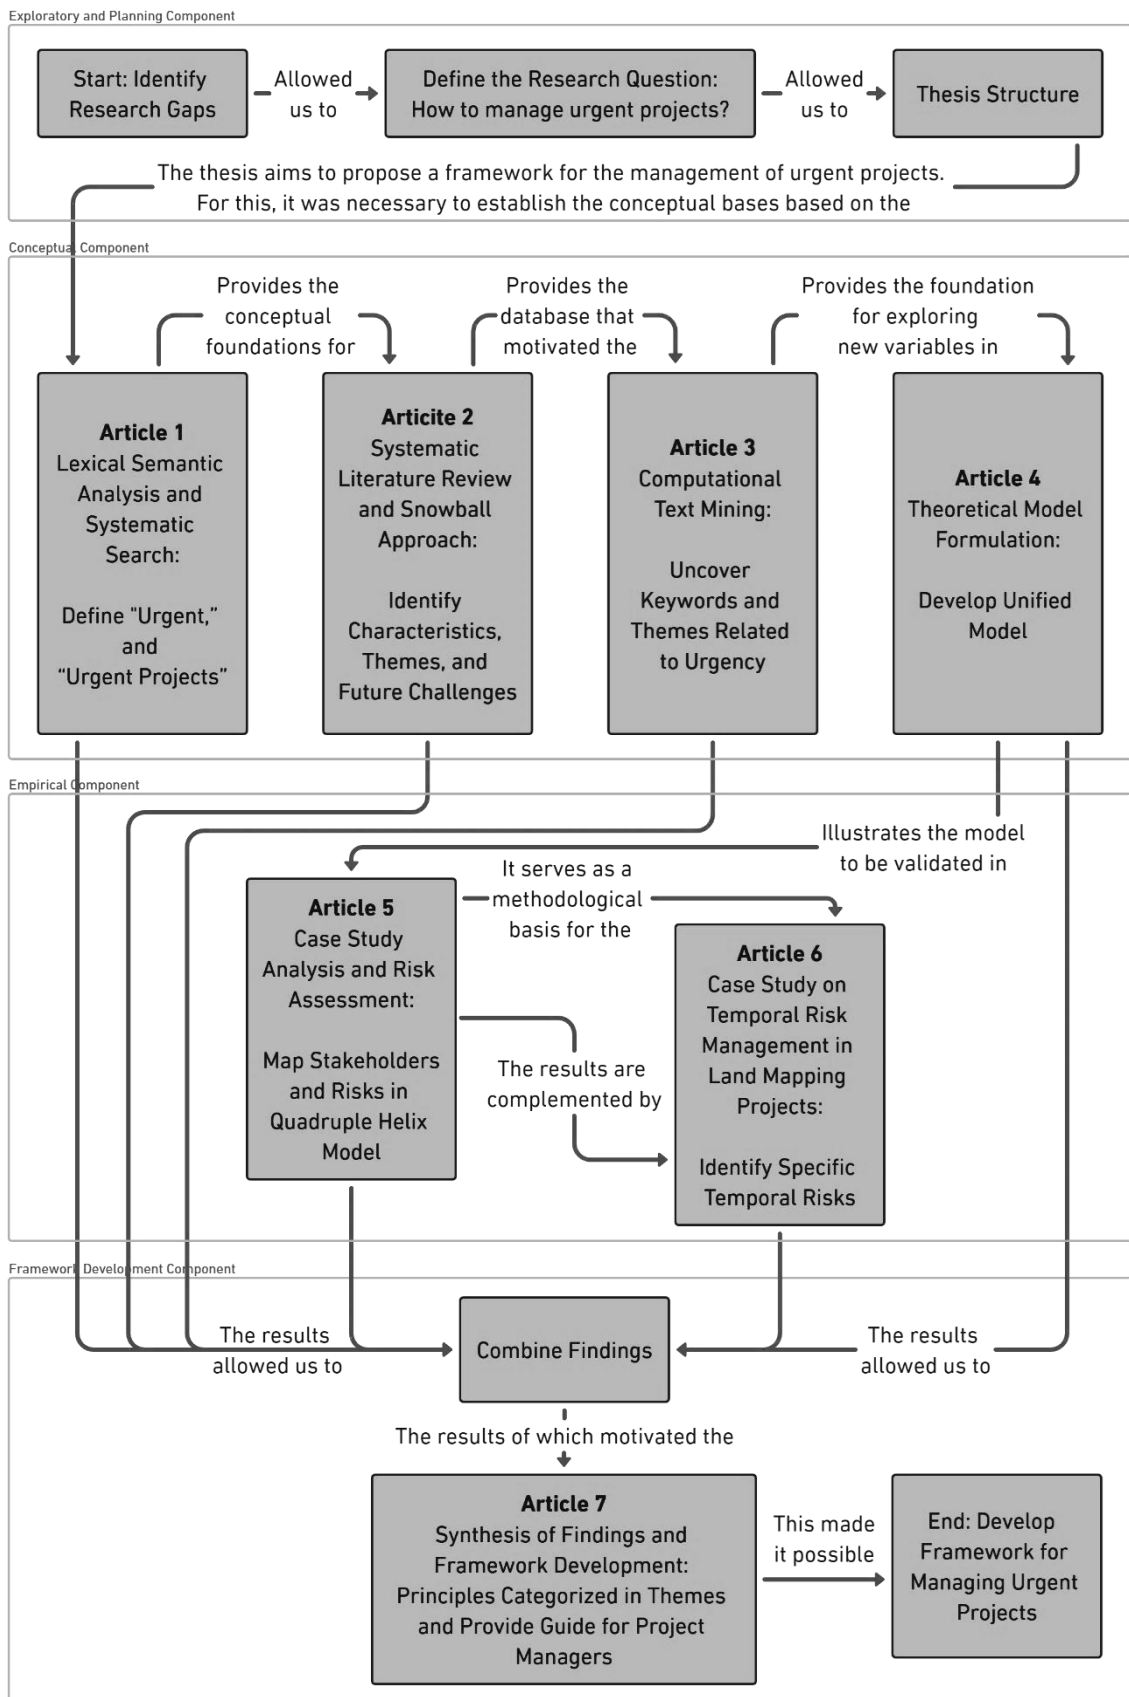 Exploratory and Planning Component
Start: Identify
Research Gaps
Allowed
us to
Define the Research Question:
How to manage urgent projects?
Allowed
us to
Thesis Structure
The thesis aims to propose a framework for the management of urgent projects.
For this, it was necessary to establish the conceptual bases based on the
Conceptual Component
Provides the
conceptual
foundations for
Provides the
database that
motivated the
Provides the foundation
for exploring
new variables in
Article 1
Lexical Semantic
Analysis and
Systematic
Search:
Define "Urgent,"
and
“Urgent Projects”
Articite 2
Systematic
Literature Review
and Snowball
Approach:
Identify
Characteristics,
Themes, and
Future Challenges
Article 3
Computational
Text Mining:
Uncover
Keywords and
Themes Related
to Urgency
Article 4
Theoretical Model
Formulation:
Develop Unified
Model
Empirical Component
Illustrates the model
to be validated in
It serves as a
methodological
basis for the
Article 5
Case Study
Analysis and Risk
Assessment:
Map Stakeholders
and Risks in
Quadruple Helix
Model
The results are
complemented by
Article 6
Case Study on
Temporal Risk
Management in
Land Mapping
Projects:
Identify Specific
Temporal Risks
Framework Development Component
The results
allowed us to
Combine Findings
The results
allowed us to
The results of which motivated the
Article 7
Synthesis of Findings and
Framework Development:
Principles Categorized in Themes
and Provide Guide for Project
Managers
This made
it possible
End: Develop
Framework for
Managing Urgent
Projects